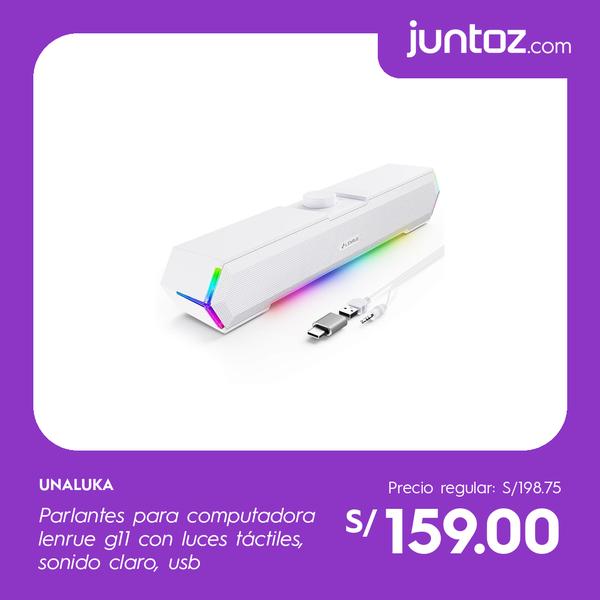 juntoz.com
LENRUE
UNALUKA
Parlantes para computadora
lenrue g11 con luces táctiles,
sonido claro, usb
Precio regular: S/198.75
S/159.00